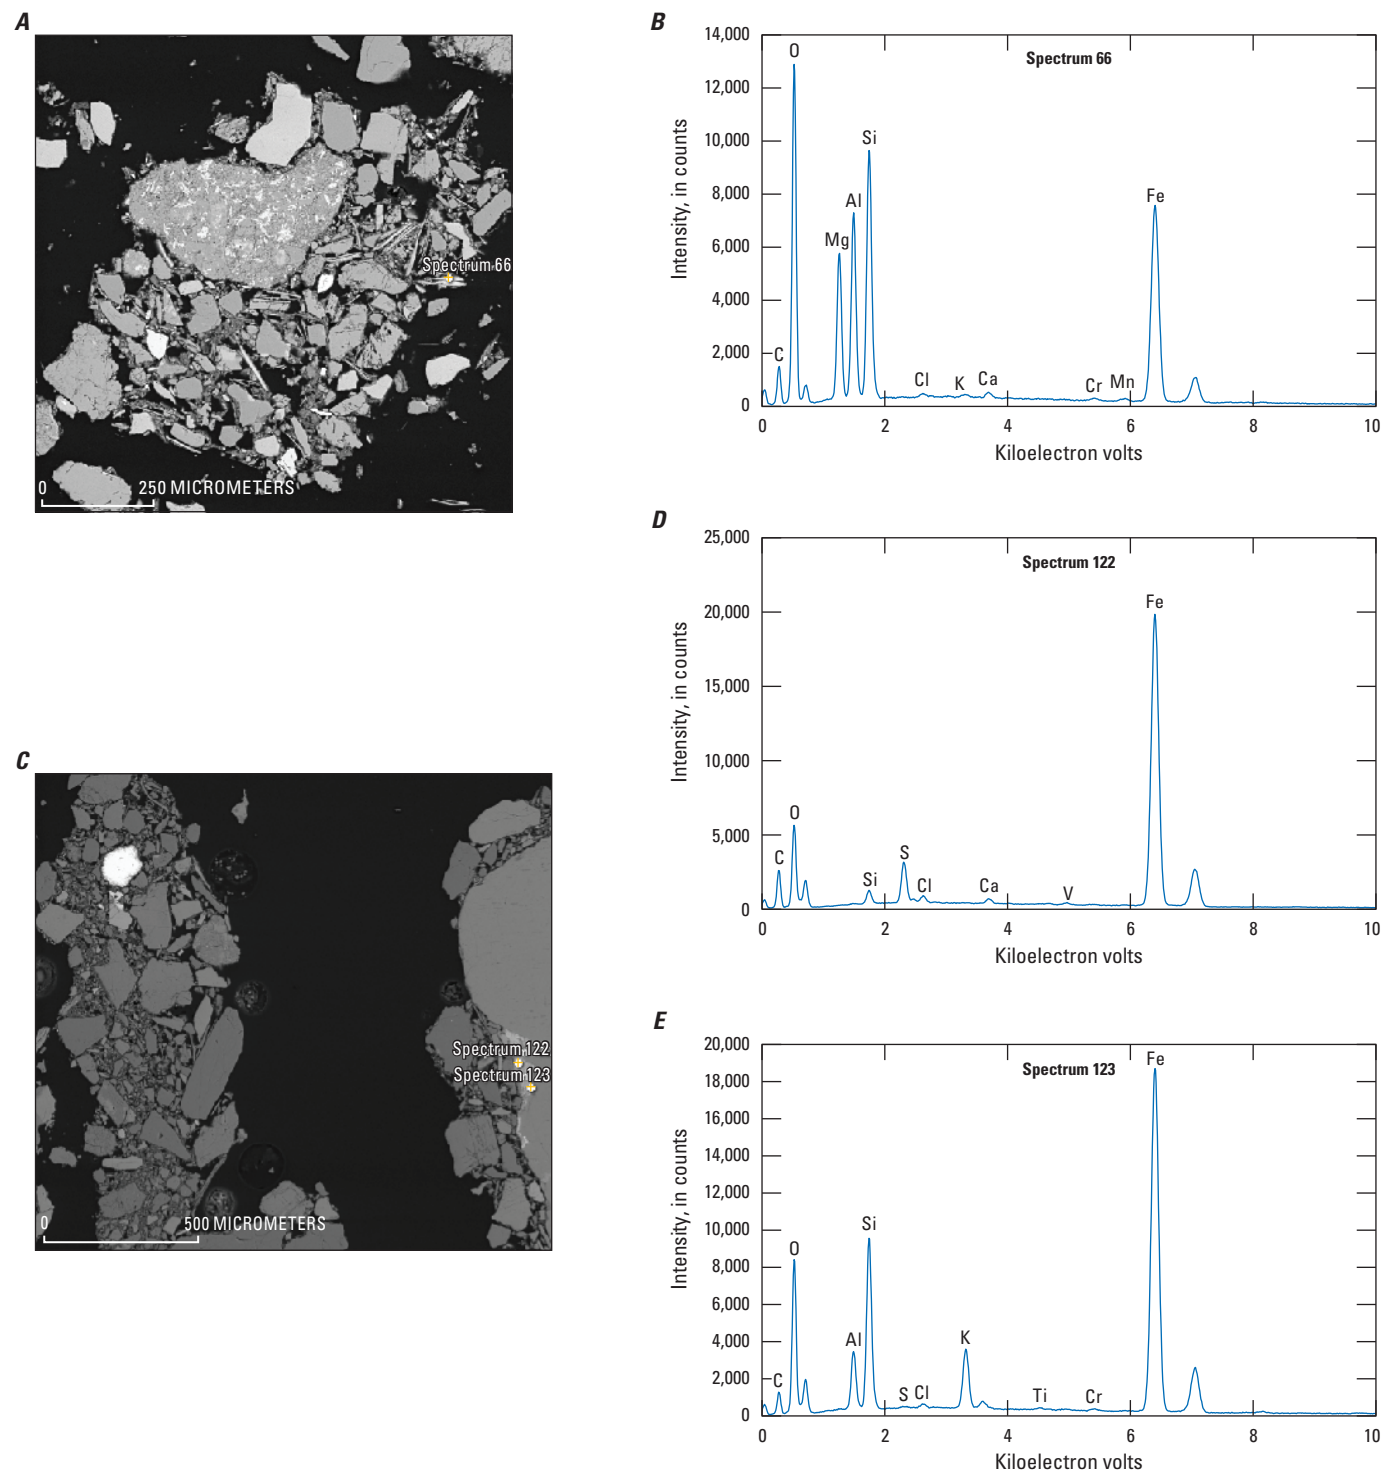 A
Spectrum 66
0 250 MICROMETERS
B
Spectrum 66
Intensity, in counts
14,000
12,000
10,000
8,000
6,000
4,000
2,000
0
O
Si
Al
Fe
Mg
C
Cl
K
Ca
Cr
Mn
0 2 4 6 8 10
Kiloelectron volts
C
Spectrum 122
Spectrum 123
0 500 MICROMETERS
D
Spectrum 122
Intensity, in counts
25,000
20,000
15,000
10,000
5,000
0
Fe
O
C
Si
S
Cl
Ca
V
0 2 4 6 8 10
Kiloelectron volts
E
Spectrum 123
Intensity, in counts
20,000
18,000
16,000
14,000
12,000
10,000
8,000
6,000
4,000
2,000
0
Fe
Si
O
Al
K
C
S
Cl
Ti
Cr
0 2 4 6 8 10
Kiloelectron volts